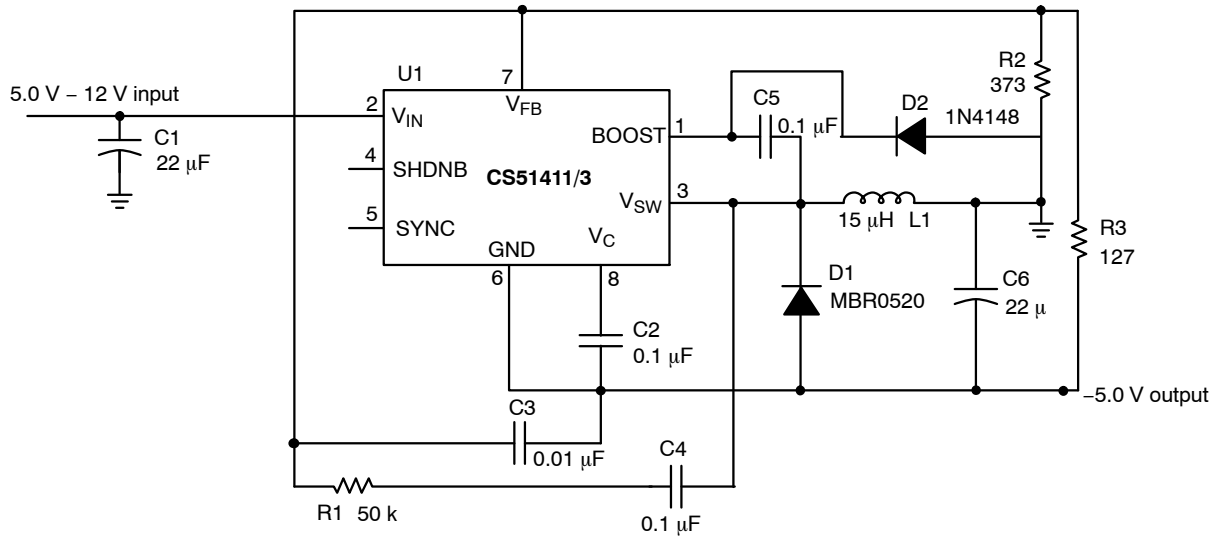 5.0 V – 12 V input
C1
22 μF
U1
7
V_FB
2
V_IN
4
SHDNB
5
SYNC
CS51411/3
BOOST
1
V_SW
3
GND
6
V_C
8
C5
0.1 μF
D2
1N4148
R2
373
15 μH L1
R3
127
D1
MBR0520
C6
22 μ
C2
0.1 μF
–5.0 V output
C3
0.01 μF
C4
0.1 μF
R1 50 k